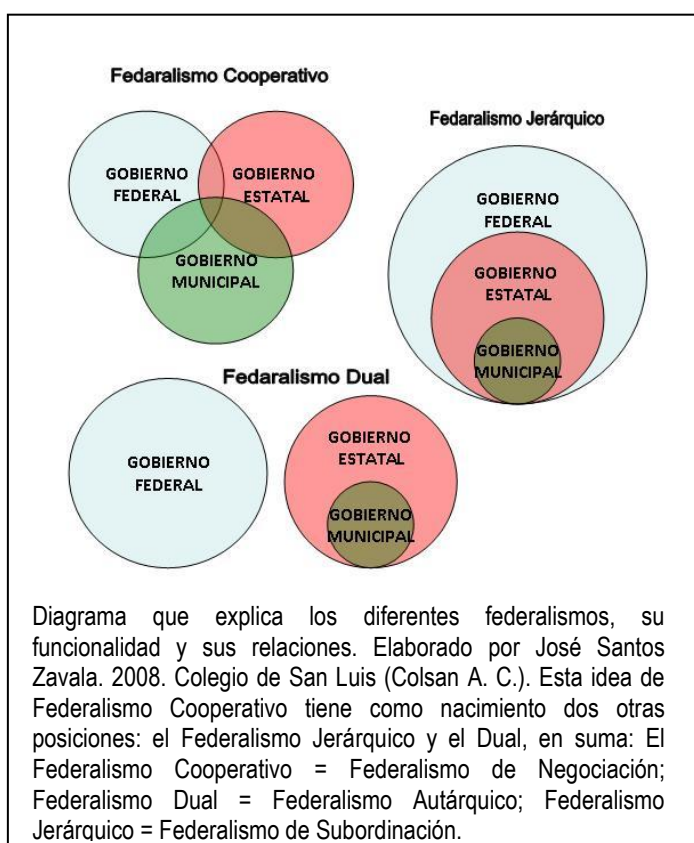 Fedaralismo Cooperativo
GOBIERNO
FEDERAL
GOBIERNO
ESTATAL
GOBIERNO
MUNICIPAL
Fedaralismo Jerárquico
GOBIERNO
FEDERAL
GOBIERNO
ESTATAL
GOBIERNO
MUNICIPAL
Fedaralismo Dual
GOBIERNO
FEDERAL
GOBIERNO
ESTATAL
GOBIERNO
MUNICIPAL
Diagrama que explica los diferentes federalismos, su
funcionalidad y sus relaciones. Elaborado por José Santos
Zavala. 2008. Colegio de San Luis (Colsan A. C.). Esta idea de
Federalismo Cooperativo tiene como nacimiento dos otras
posiciones: el Federalismo Jerárquico y el Dual, en suma: El
Federalismo Cooperativo = Federalismo de Negociación;
Federalismo Dual = Federalismo Autárquico; Federalismo
Jerárquico = Federalismo de Subordinación.